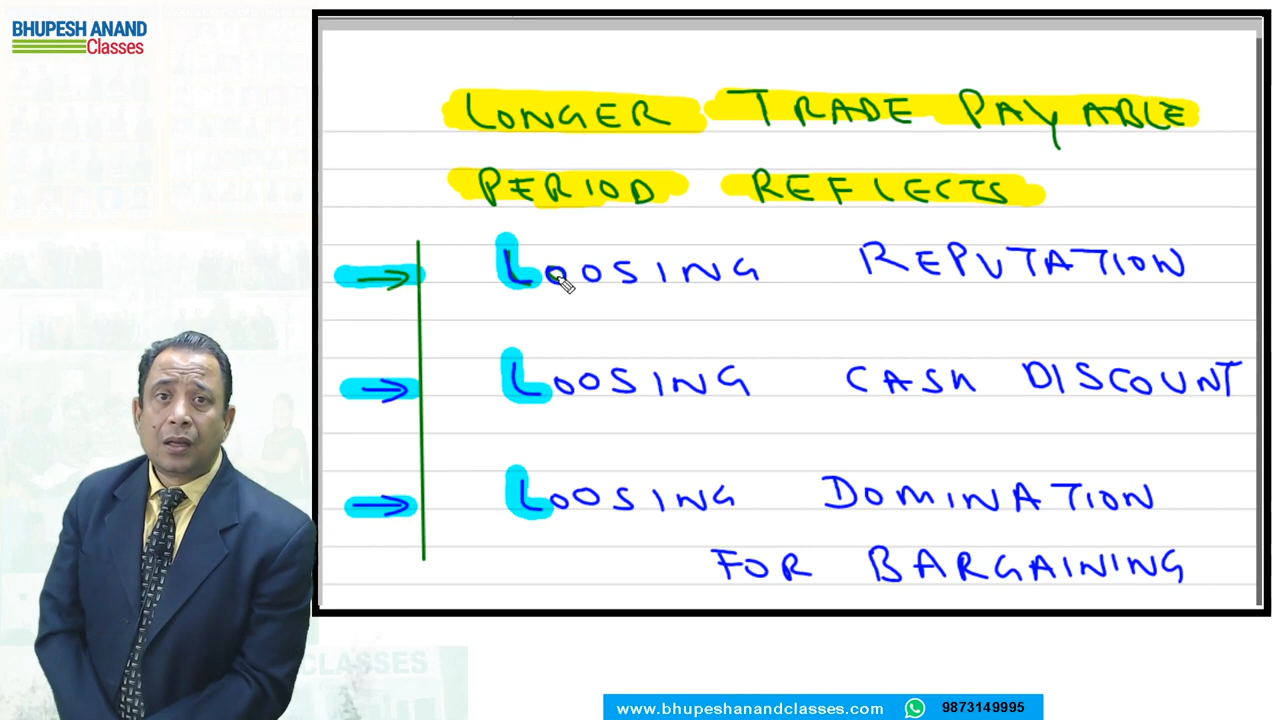 BHUPESH ANAND
Classes
LONGER TRADE PAYABLE
PERIOD REFLECTS
⇒ LOOSING REPUTATION
⇒ LOOSING CASH DISCOUNT
⇒ LOOSING DOMINATION
FOR BARGAINING
CLASSES
www.bhupeshanandclasses.com 9873149995